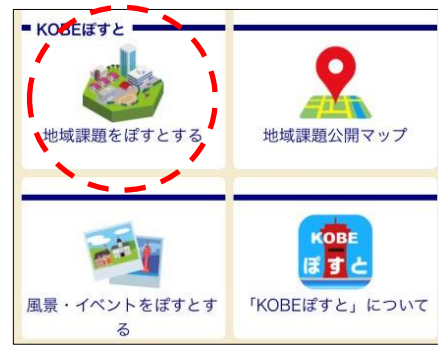 KOBEぽすと
地域課題をぽすとする
地域課題公開マップ
KOBE
ぽすと
風景・イベントをぽすとす
る
「KOBEぽすと」について